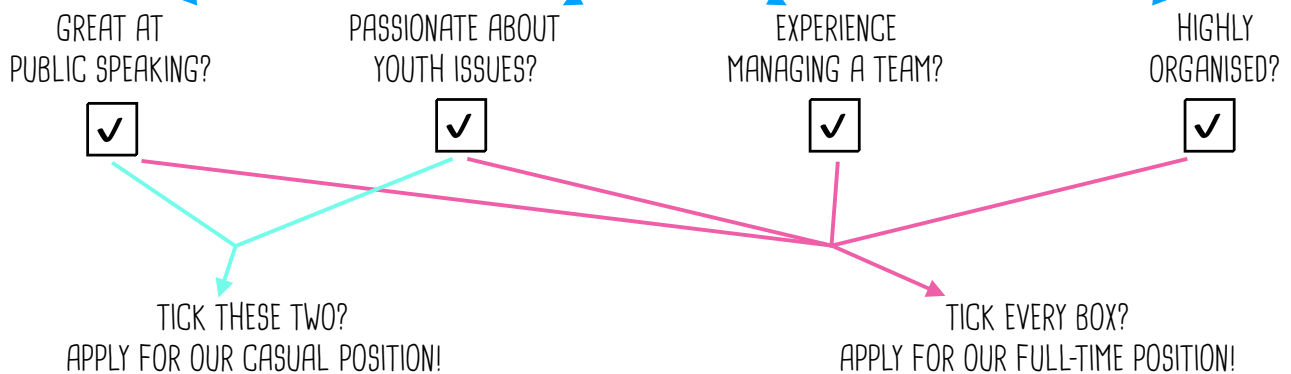 GREAT AT
PUBLIC SPEAKING?
PASSIONATE ABOUT
YOUTH ISSUES?
EXPERIENCE
MANAGING A TEAM?
HIGHLY
ORGANISED?
TICK THESE TWO?
APPLY FOR OUR CASUAL POSITION!
TICK EVERY BOX?
APPLY FOR OUR FULL-TIME POSITION!